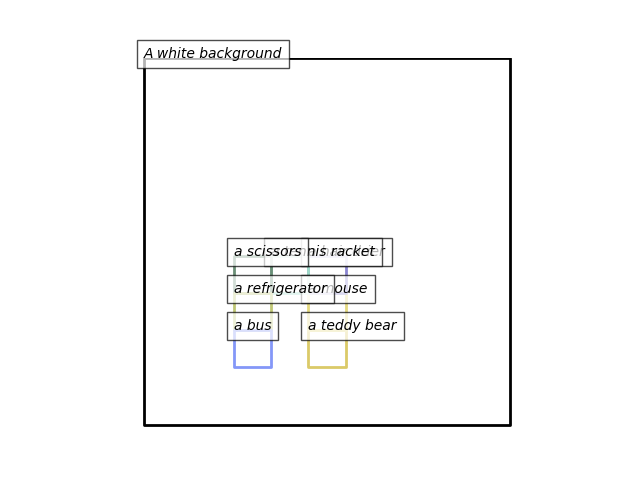 A white background
a scissors tennis racket
a refrigerator mouse
a bus a teddy bear